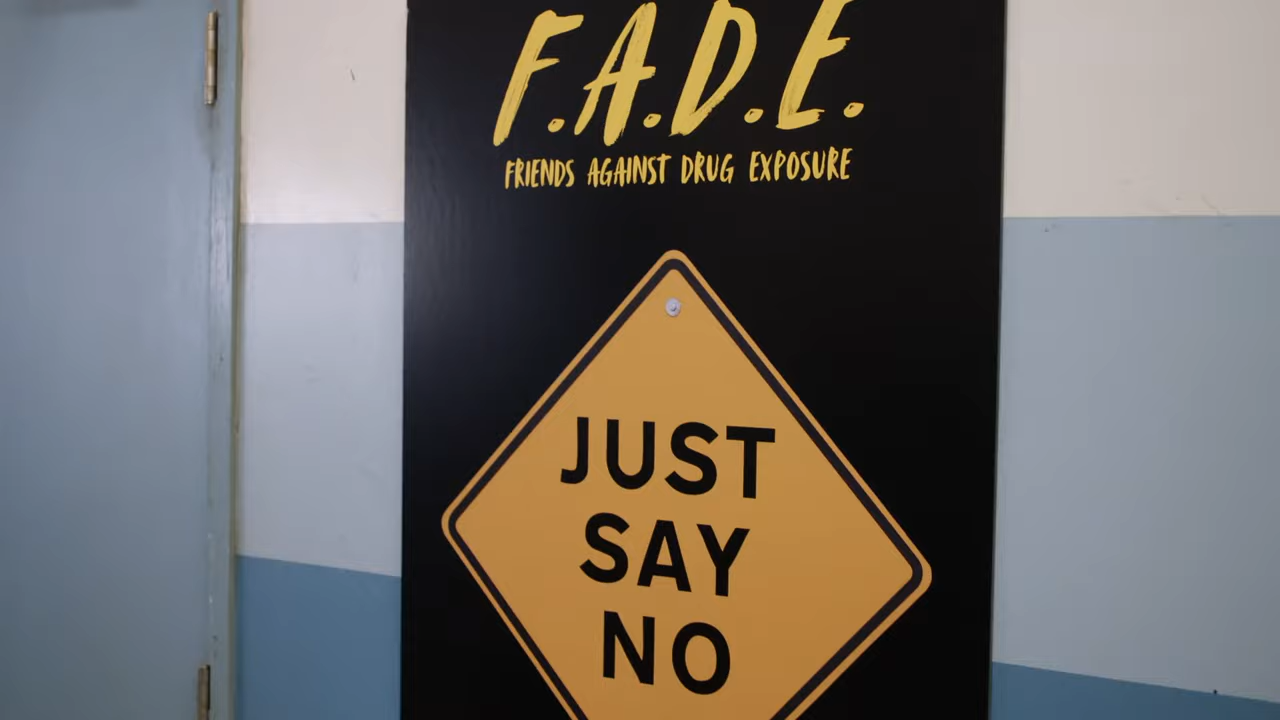 F.A.D.E.
FRIENDS AGAINST DRUG EXPOSURE
JUST
SAY
NO